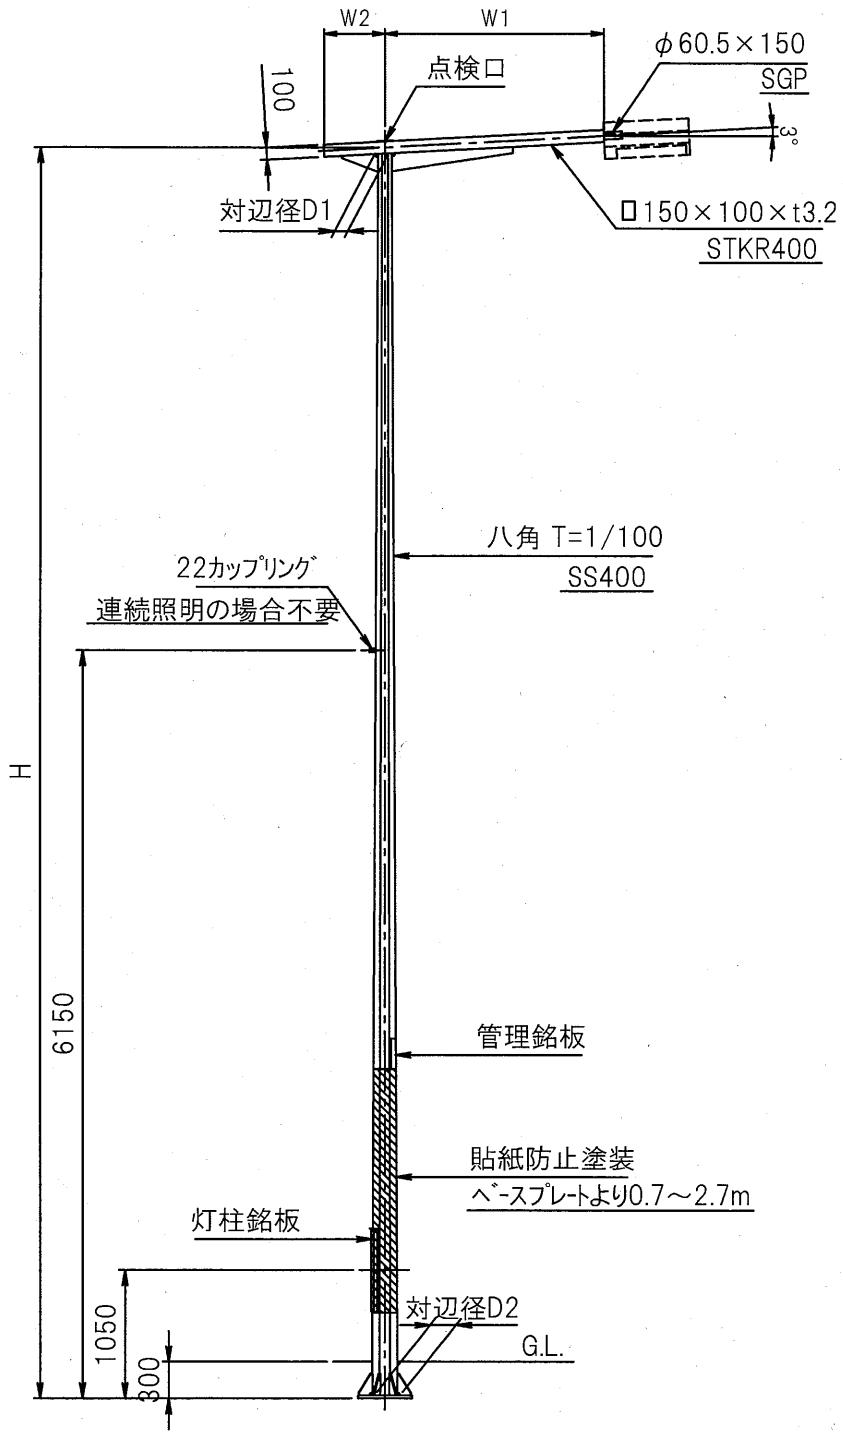 W2
W1
φ60.5×150
SGP
点検口
100
3°
対辺径D1
□150×100×t3.2
STKR400
八角 T=1/100
SS400
22カップリング
連続照明の場合不要
H
6150
管理銘板
貼紙防止塗装
ベースプレートより0.7～2.7m
灯柱銘板
1050
対辺径D2
G.L.
300